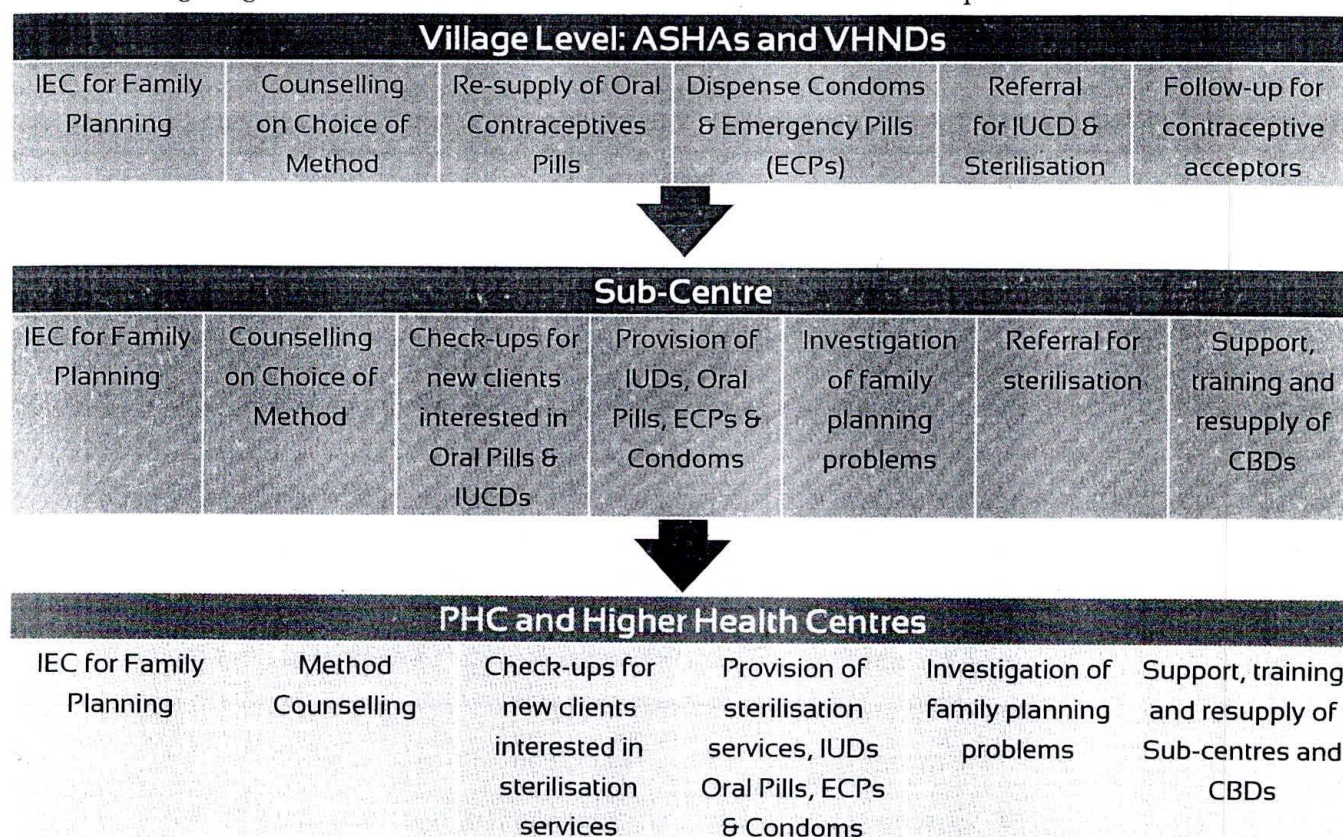 Village Level: ASHAs and VHNDs
IEC for Family
Planning
Counselling
on Choice of
Method
Re-supply of Oral
Contraceptives
Pills
Dispense Condoms
& Emergency Pills
(ECPs)
Referral
for IUCD &
Sterilisation
Follow-up for
contraceptive
acceptors
Sub-Centre
IEC for Family
Planning
Counselling
on Choice of
Method
Check-ups for
new clients
interested in
Oral Pills &
IUCDs
Provision of
IUDs, Oral
Pills, ECPs &
Condoms
Investigation
of family
planning
problems
Referral for
sterilisation
Support,
training and
resupply of
CBDs
PHC and Higher Health Centres
IEC for Family
Planning
Method
Counselling
Check-ups for
new clients
interested in
sterilisation
services
Provision of
sterilisation
services, IUDs
Oral Pills, ECPs
& Condoms
Investigation of
family planning
problems
Support, training
and resupply of
Sub-centres and
CBDs